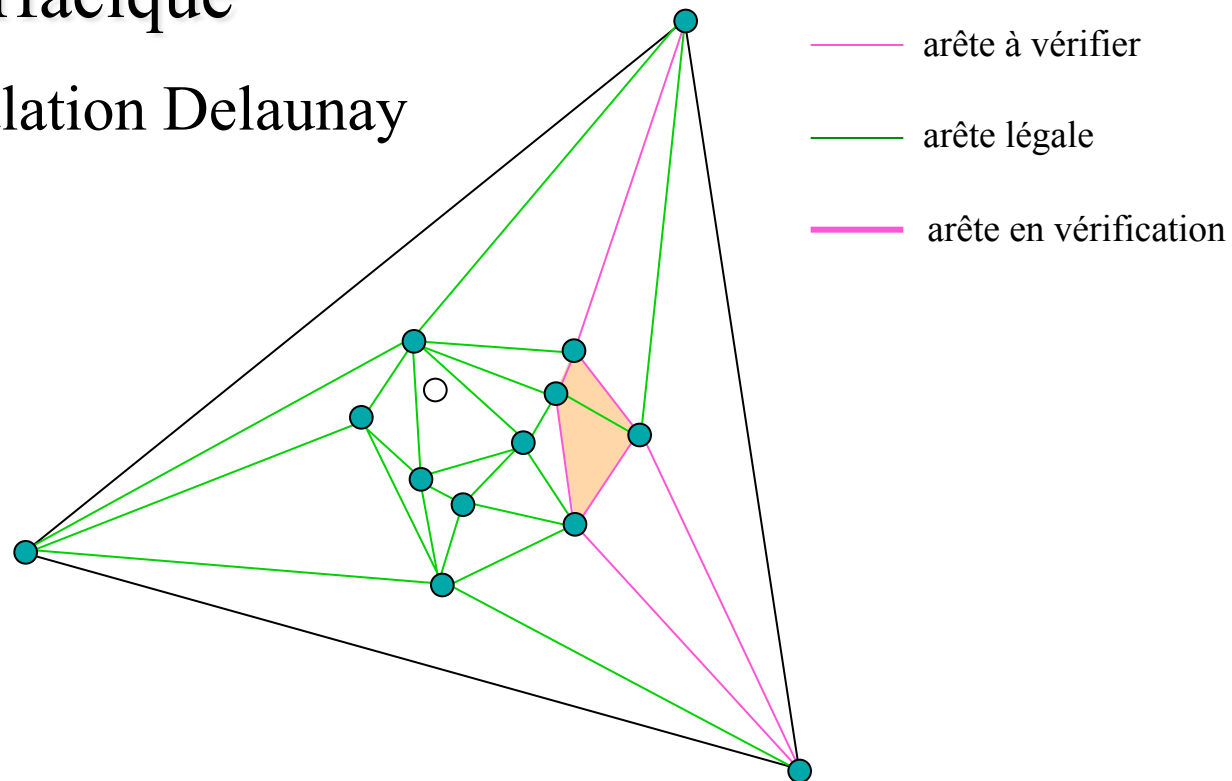 lation Delaunay
arête à vérifier
arête légale
arête en vérification